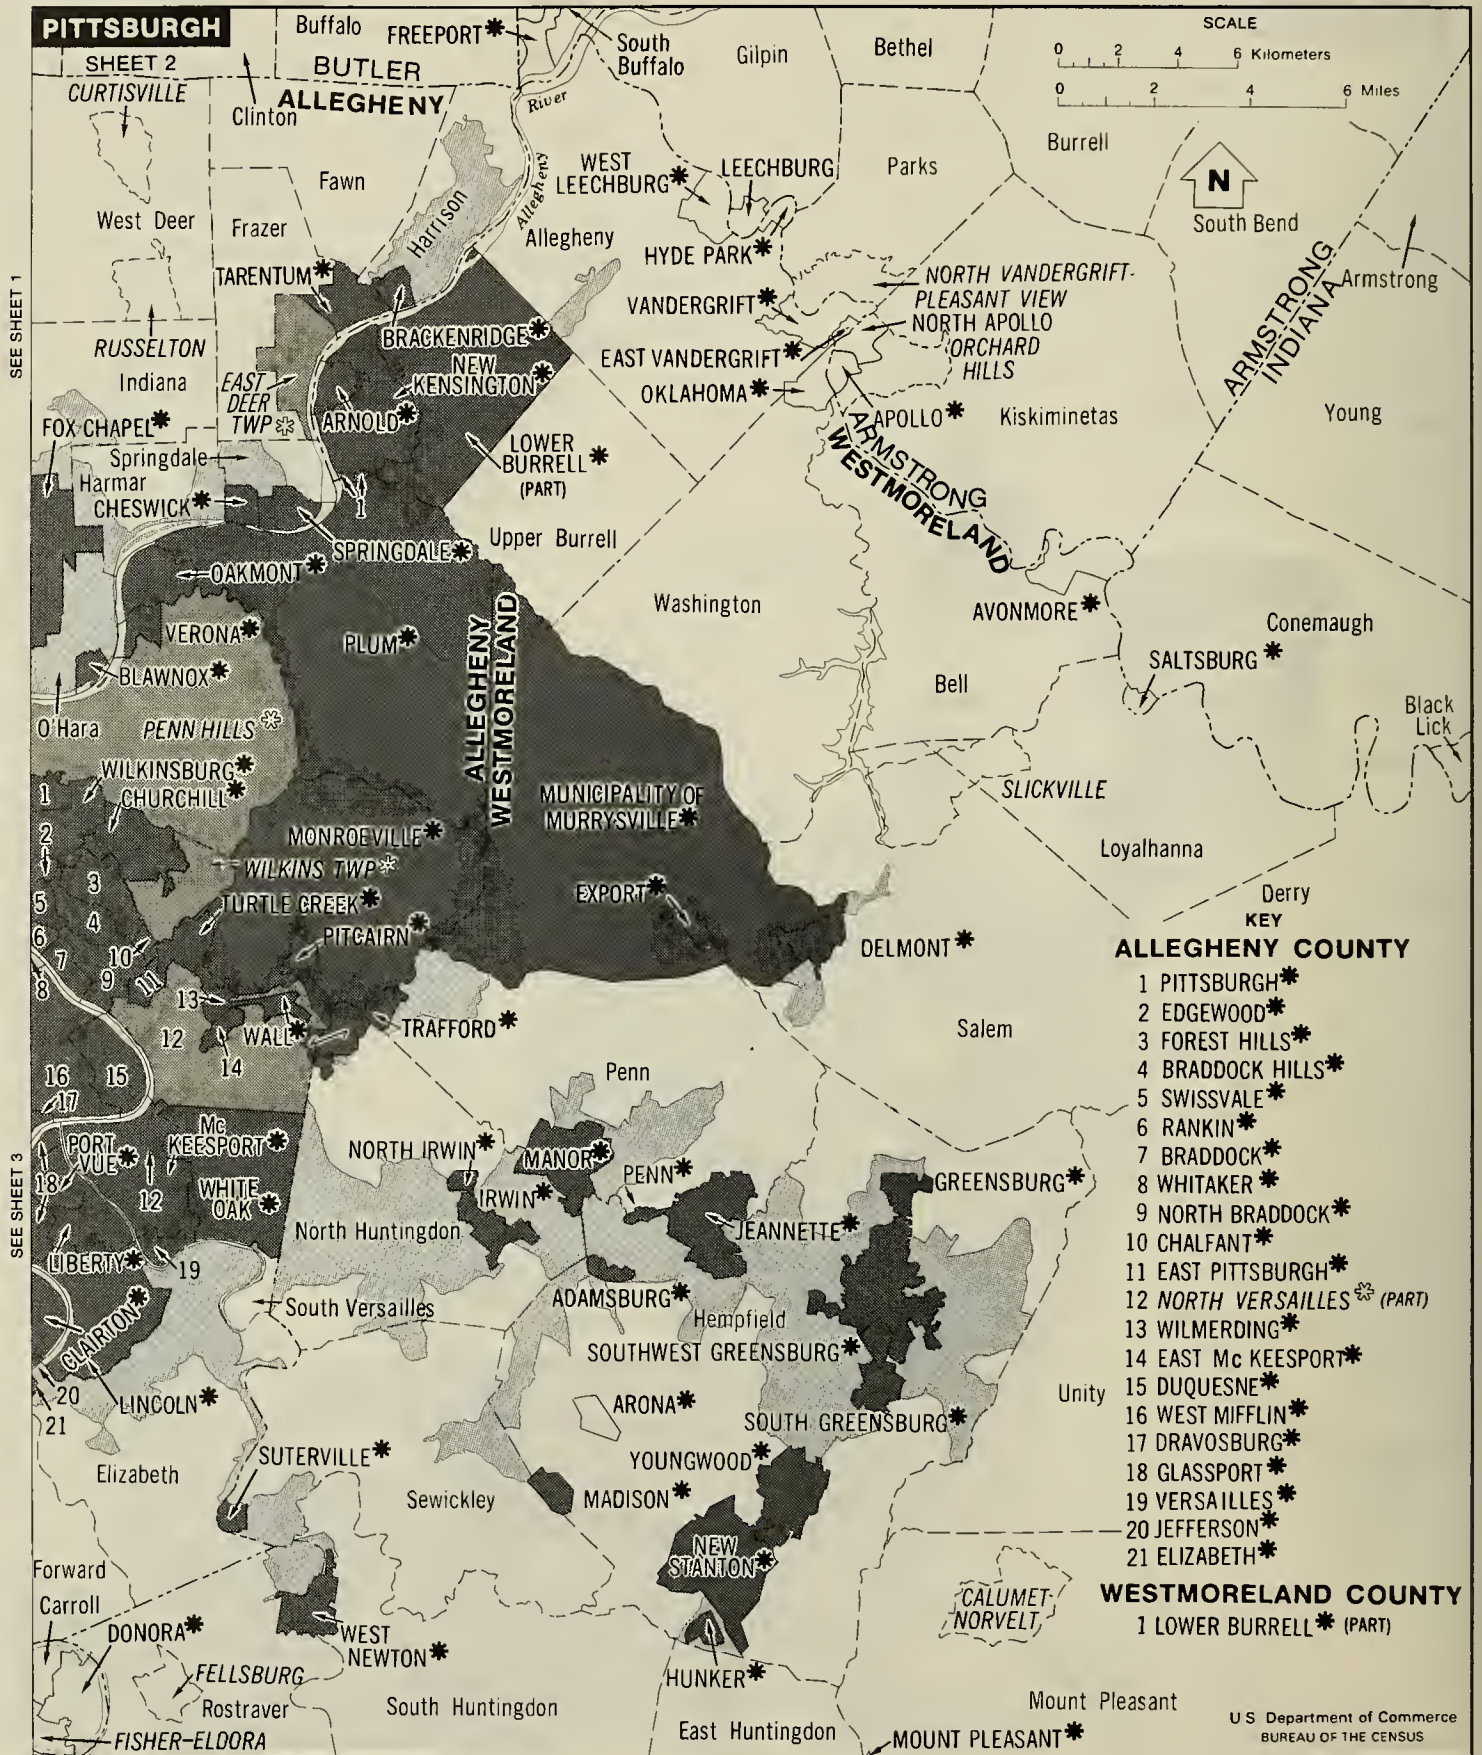 PITTSBURGH
SHEET 2
Buffalo
FREEPORT*
South
Buffalo
Gilpin
Bethel
SCALE
0 2 4 6 Kilometers
0 2 4 6 Miles
BUTLER
ALLEGHENY
CURTISVILLE
Clinton
River
Allegheny
Burrell
Parks
WEST
LEECHBURG*
LEECHBURG
N
South Bend
Fawn
Harrison
West Deer
Frazer
Allegheny
HYDE PARK*
TARENTUM*
NORTH VANDERGRIFT-
PLEASANT VIEW
ARMSTRONG
INDIANA
Armstrong
SEE SHEET 1
VANDERGRIFT*
NORTH APOLLO
BRACKENRIDGE*
ORCHARD
HILLS
RUSSELTON
EAST VANDERGRIFT*
NEW
KENSINGTON*
OKLAHOMA*
Indiana
EAST
DEER
TWP*
ARNOLD*
APOLLO*
Kiskiminetas
Young
FOX CHAPEL*
LOWER
BURRELL*
(PART)
ARMSTRONG
WESTMORELAND
Springdale
Harmar
CHESWICK*
1
Upper Burrell
SPRINGDALE*
OAKMONT*
Washington
AVONMORE*
Conemaugh
VERONA*
PLUM*
ALLEGHENY
WESTMORELAND
SALTSBURG*
BLAWNOX*
Bell
Black
Lick
O'Hara
PENN HILLS*
WILKINSBURG*
CHURCHILL*
1
2
MUNICIPALITY OF
MURRYSVILLE*
SLICKVILLE
MONROEVILLE*
WILKINS TWP*
Loyalhanna
3
5
4
TURTLE CREEK*
EXPORT*
Derry
6
7
8
9
10
11
PITCAIRN*
DELMONT*
13
12
14
WALL*
TRAFFORD*
Salem
16
15
17
Penn
PORT
VUE*
Mc
KEESPORT*
NORTH IRWIN*
MANOR*
PENN*
GREENSBURG*
18
12
WHITE
OAK*
IRWIN*
JEANNETTE*
SEE SHEET 3
North Huntingdon
LIBERTY*
19
South Versailles
ADAMSBURG*
Hempfield
CLAIRTON*
SOUTHWEST GREENSBURG*
20
21
LINCOLN*
ARONA*
Unity
SOUTH GREENSBURG*
SUTERVILLE*
YOUNGWOOD*
Elizabeth
Sewickley
MADISON*
NEW
STANTON*
Forward
Carroll
CALUMET-
NORVELT
DONORA*
WEST
NEWTON*
FELLSBURG
HUNKER*
Rostraver
South Huntingdon
Mount Pleasant
East Huntingdon
FISHER-ELDORA
MOUNT PLEASANT*
KEY
ALLEGHENY COUNTY
1 PITTSBURGH*
2 EDGEWOOD*
3 FOREST HILLS*
4 BRADDOCK HILLS*
5 SWISSVALE*
6 RANKIN*
7 BRADDOCK*
8 WHITAKER*
9 NORTH BRADDOCK*
10 CHALFANT*
11 EAST PITTSBURGH*
12 NORTH VERSAILLES* (PART)
13 WILMERDING*
14 EAST Mc KEESPORT*
15 DUQUESNE*
16 WEST MIFFLIN*
17 DRAVOSBURG*
18 GLASSPORT*
19 VERSAILLES*
20 JEFFERSON*
21 ELIZABETH*
WESTMORELAND COUNTY
1 LOWER BURRELL* (PART)
U S Department of Commerce
BUREAU OF THE CENSUS